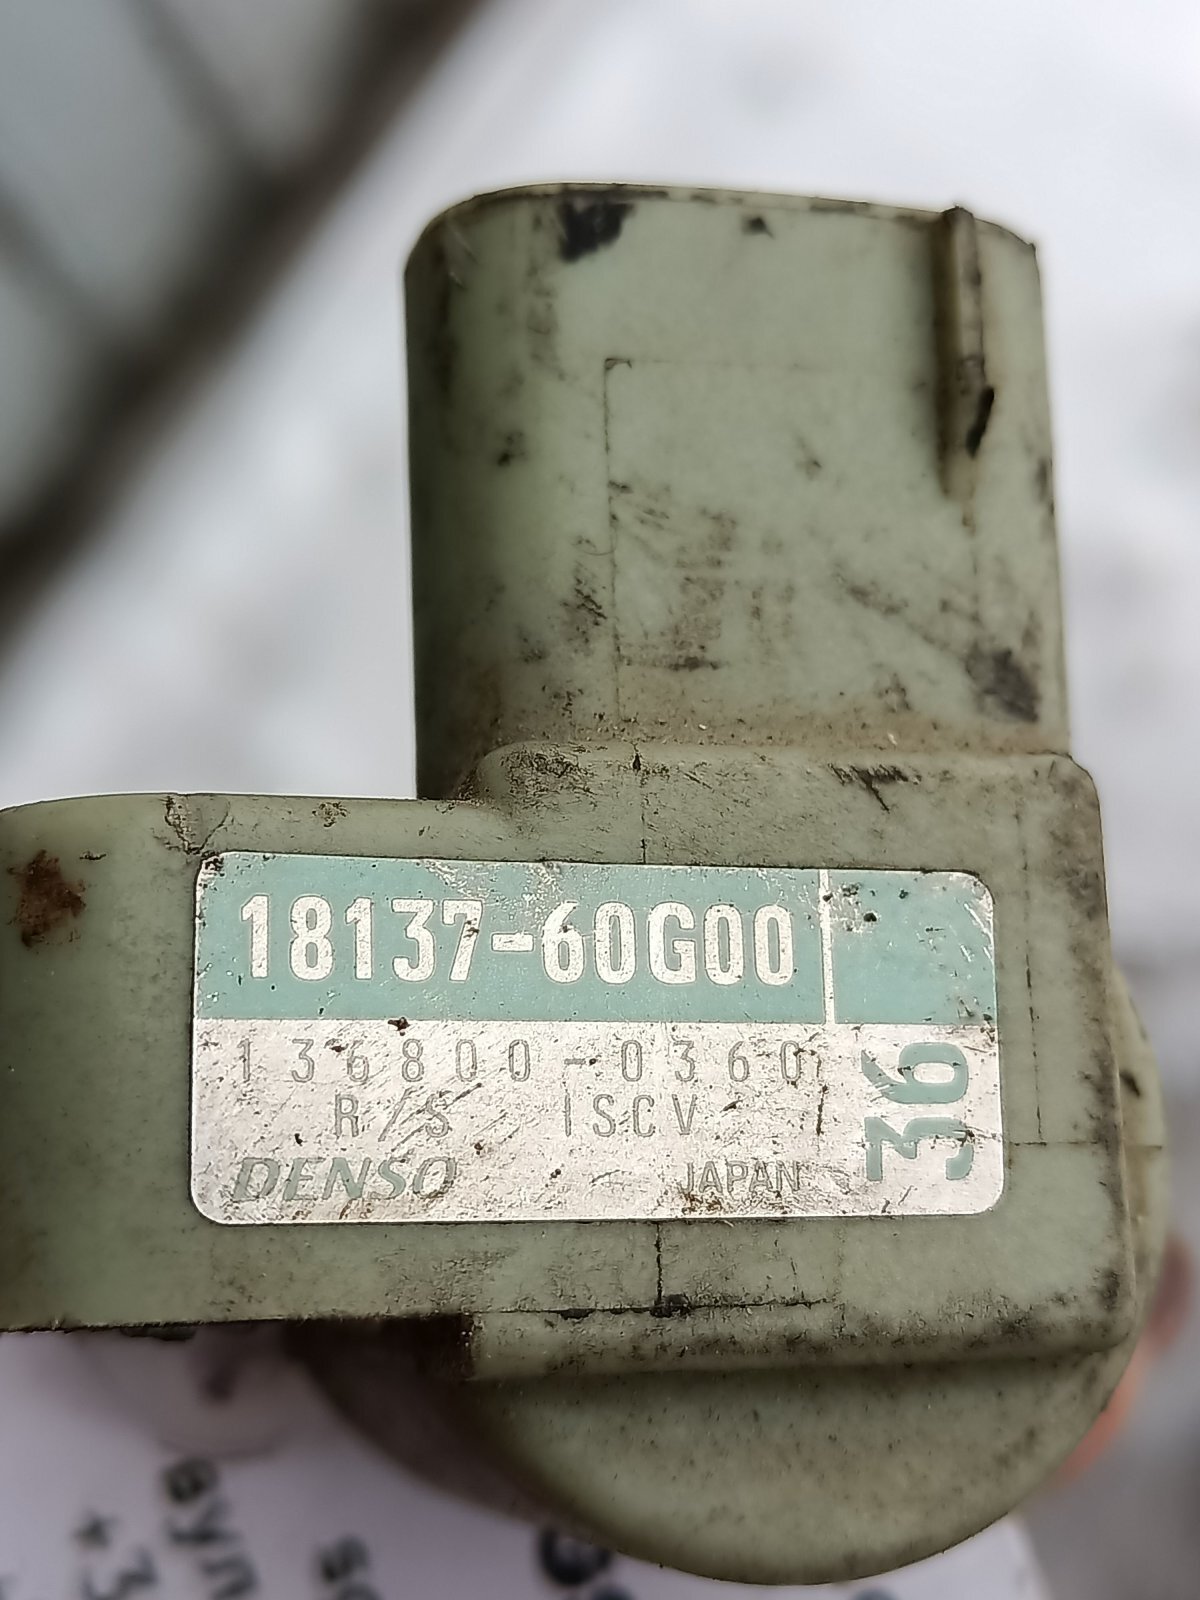 18137-60G00
136800-0360
R/S ISCV
DENSO JAPAN
36